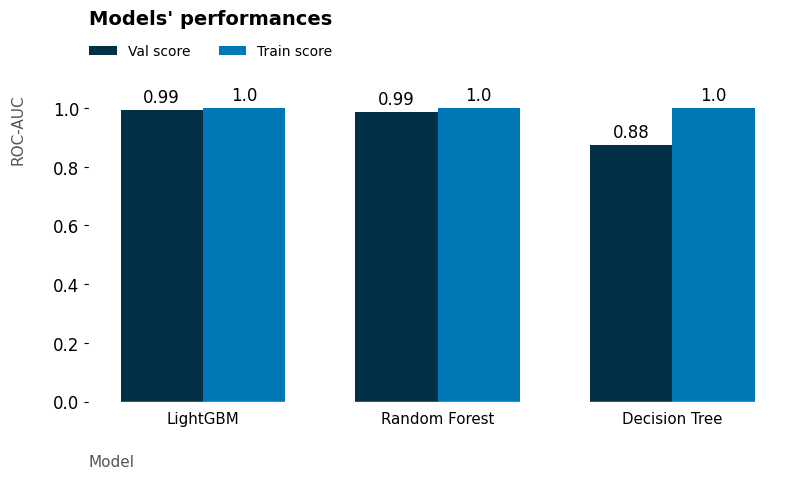 Models' performances
Val score Train score
ROC-AUC
0.99 1.0 0.99 1.0 0.88 1.0
1.0
0.8
0.6
0.4
0.2
0.0
LightGBM Random Forest Decision Tree
Model